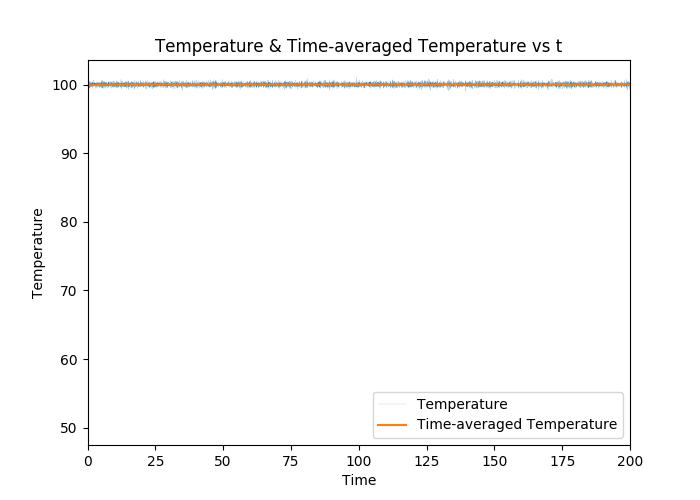 Temperature & Time-averaged Temperature vs t
Temperature
100
90
80
70
60
50
Temperature
Time-averaged Temperature
0 25 50 75 100 125 150 175 200
Time